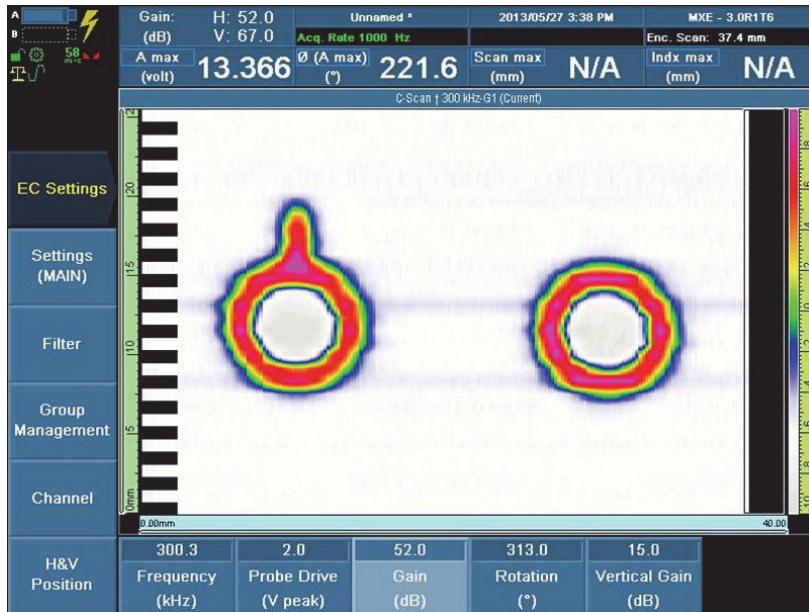 A
B
58
IN °C
Gain: H: 52.0
(dB) V: 67.0
Unnamed *
2013/05/27 3:38 PM
MXE - 3.0R1T6
Acq. Rate 1000 Hz
Enc. Scan: 37.4 mm
A max
(volt)
13.366
Ø (A max)
(°)
221.6
Scan max
(mm)
N/A
Indx max
(mm)
N/A
C-Scan † 300 kHz-G1 (Current)
EC Settings
Settings
(MAIN)
Filter
Group
Management
Channel
H&V
Position
20
15
10
5
0mm
0.00mm
40.00
300.3
Frequency
(kHz)
2.0
Probe Drive
(V peak)
52.0
Gain
(dB)
313.0
Rotation
(°)
15.0
Vertical Gain
(dB)